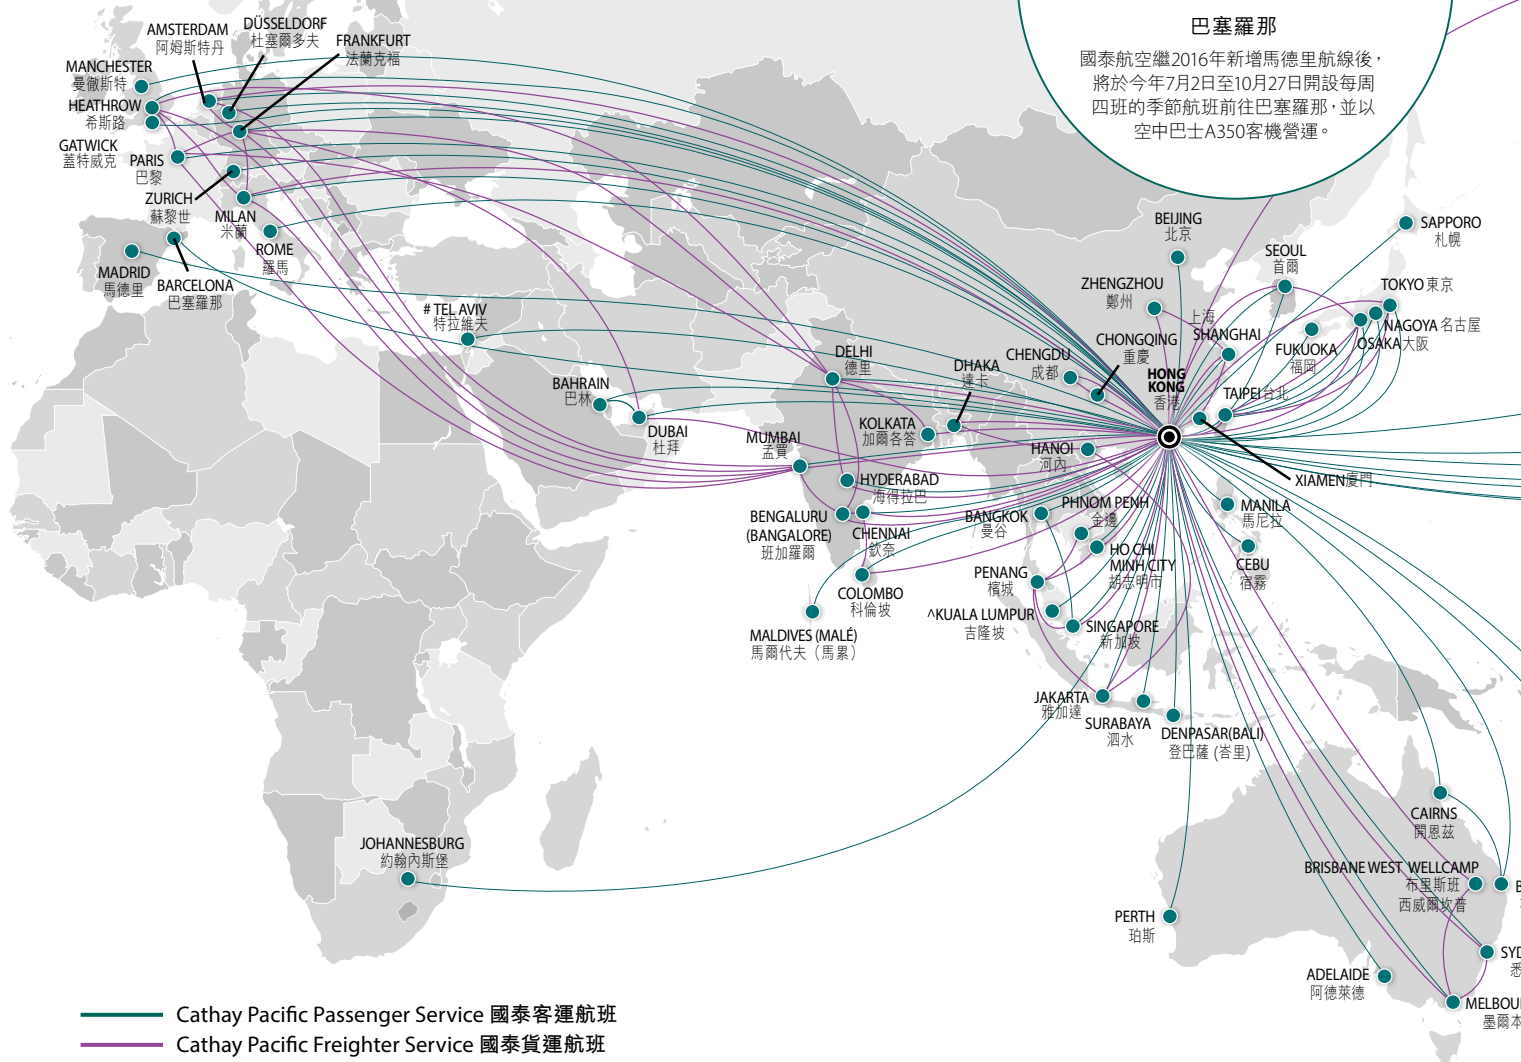 巴塞羅那
國泰航空繼2016年新增馬德里航線後，
將於今年7月2日至10月27日開設每周
四班的季節航班前往巴塞羅那，並以
空中巴士A350客機營運。
AMSTERDAM
阿姆斯特丹
DÜSSELDORF
杜塞爾多夫
FRANKFURT
法蘭克福
MANCHESTER
曼徹斯特
HEATHROW
希斯路
GATWICK
蓋特威克
PARIS
巴黎
ZURICH
蘇黎世
MILAN
米蘭
ROME
羅馬
MADRID
馬德里
BARCELONA
巴塞羅那
# TEL AVIV
特拉維夫
BAHRAIN
巴林
DUBAI
杜拜
DELHI
德里
MUMBAI
孟買
KOLKATA
加爾各答
DHAKA
達卡
HYDERABAD
海得拉巴
BENGALURU
(BANGALORE)
班加羅爾
CHENNAI
欽奈
COLOMBO
科倫坡
MALDIVES (MALÉ)
馬爾代夫（馬累）
BEIJING
北京
ZHENGZHOU
鄭州
上海
SHANGHAI
CHENGDU
成都
CHONGQING
重慶
HONG
KONG
香港
SEOUL
首爾
SAPPORO
札幌
TOKYO 東京
NAGOYA 名古屋
OSAKA 大阪
FUKUOKA
福岡
TAIPEI 台北
XIAMEN 廈門
HANOI
河內
BANGKOK
曼谷
PHNOM PENH
金邊
HO CHI
MINH CITY
胡志明市
PENANG
檳城
^KUALA LUMPUR
吉隆坡
SINGAPORE
新加坡
MANILA
馬尼拉
CEBU
宿霧
JAKARTA
雅加達
SURABAYA
泗水
DENPASAR(BALI)
登巴薩 (峇里)
JOHANNESBURG
約翰內斯堡
CAIRNS
開恩茲
BRISBANE WEST WELLCAMP
布里斯班
西威爾坎普
PERTH
珀斯
ADELAIDE
阿德萊德
SYD
悉
MELBOU
墨爾本
Cathay Pacific Passenger Service 國泰客運航班
Cathay Pacific Freighter Service 國泰貨運航班